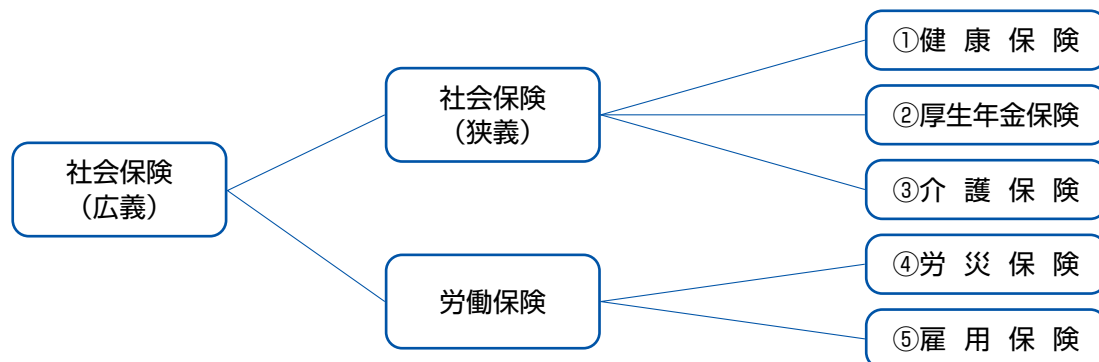 社会保険
（広義）
社会保険
（狭義）
労働保険
①健康保険
②厚生年金保険
③介護保険
④労災保険
⑤雇用保険